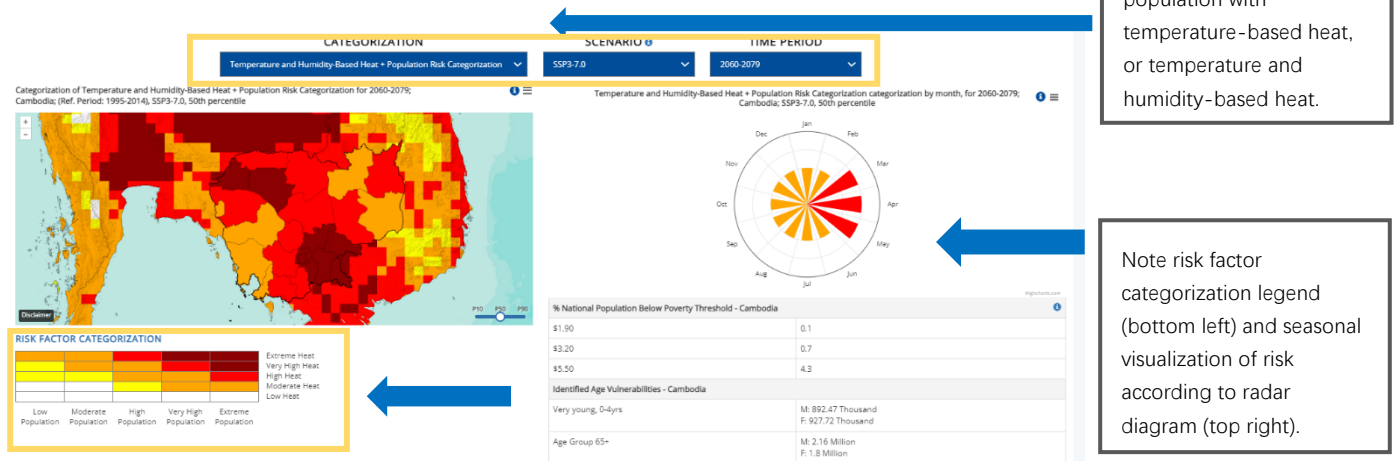 population with
temperature-based heat,
or temperature and
humidity-based heat.
CATEGORIZATION
SCENARIO
TIME PERIOD
Temperature and Humidity-Based Heat + Population Risk Categorization
SSP3-7.0
2060-2079
Categorization of Temperature and Humidity-Based Heat + Population Risk Categorization for 2060-2079;
Cambodia; (Ref. Period: 1995-2014), SSP3-7.0, 50th percentile
Temperature and Humidity-Based Heat + Population Risk Categorization categorization by month, for 2060-2079;
Cambodia; SSP3-7.0, 50th percentile
+
-
Disclaimer
P10 P50 P90
Jan
Feb
Mar
Apr
May
Jun
Jul
Aug
Sep
Oct
Nov
Dec
Highcharts.com
RISK FACTOR CATEGORIZATION
Extreme Heat
Very High Heat
High Heat
Moderate Heat
Low Heat
Low Population
Moderate Population
High Population
Very High Population
Extreme Population
% National Population Below Poverty Threshold - Cambodia
$1.90 0.1
$3.20 0.7
$5.50 4.3
Identified Age Vulnerabilities - Cambodia
Very young, 0-4yrs M: 892.47 Thousand
F: 927.72 Thousand
Age Group 65+ M: 2.16 Million
F: 1.8 Million
Note risk factor
categorization legend
(bottom left) and seasonal
visualization of risk
according to radar
diagram (top right).